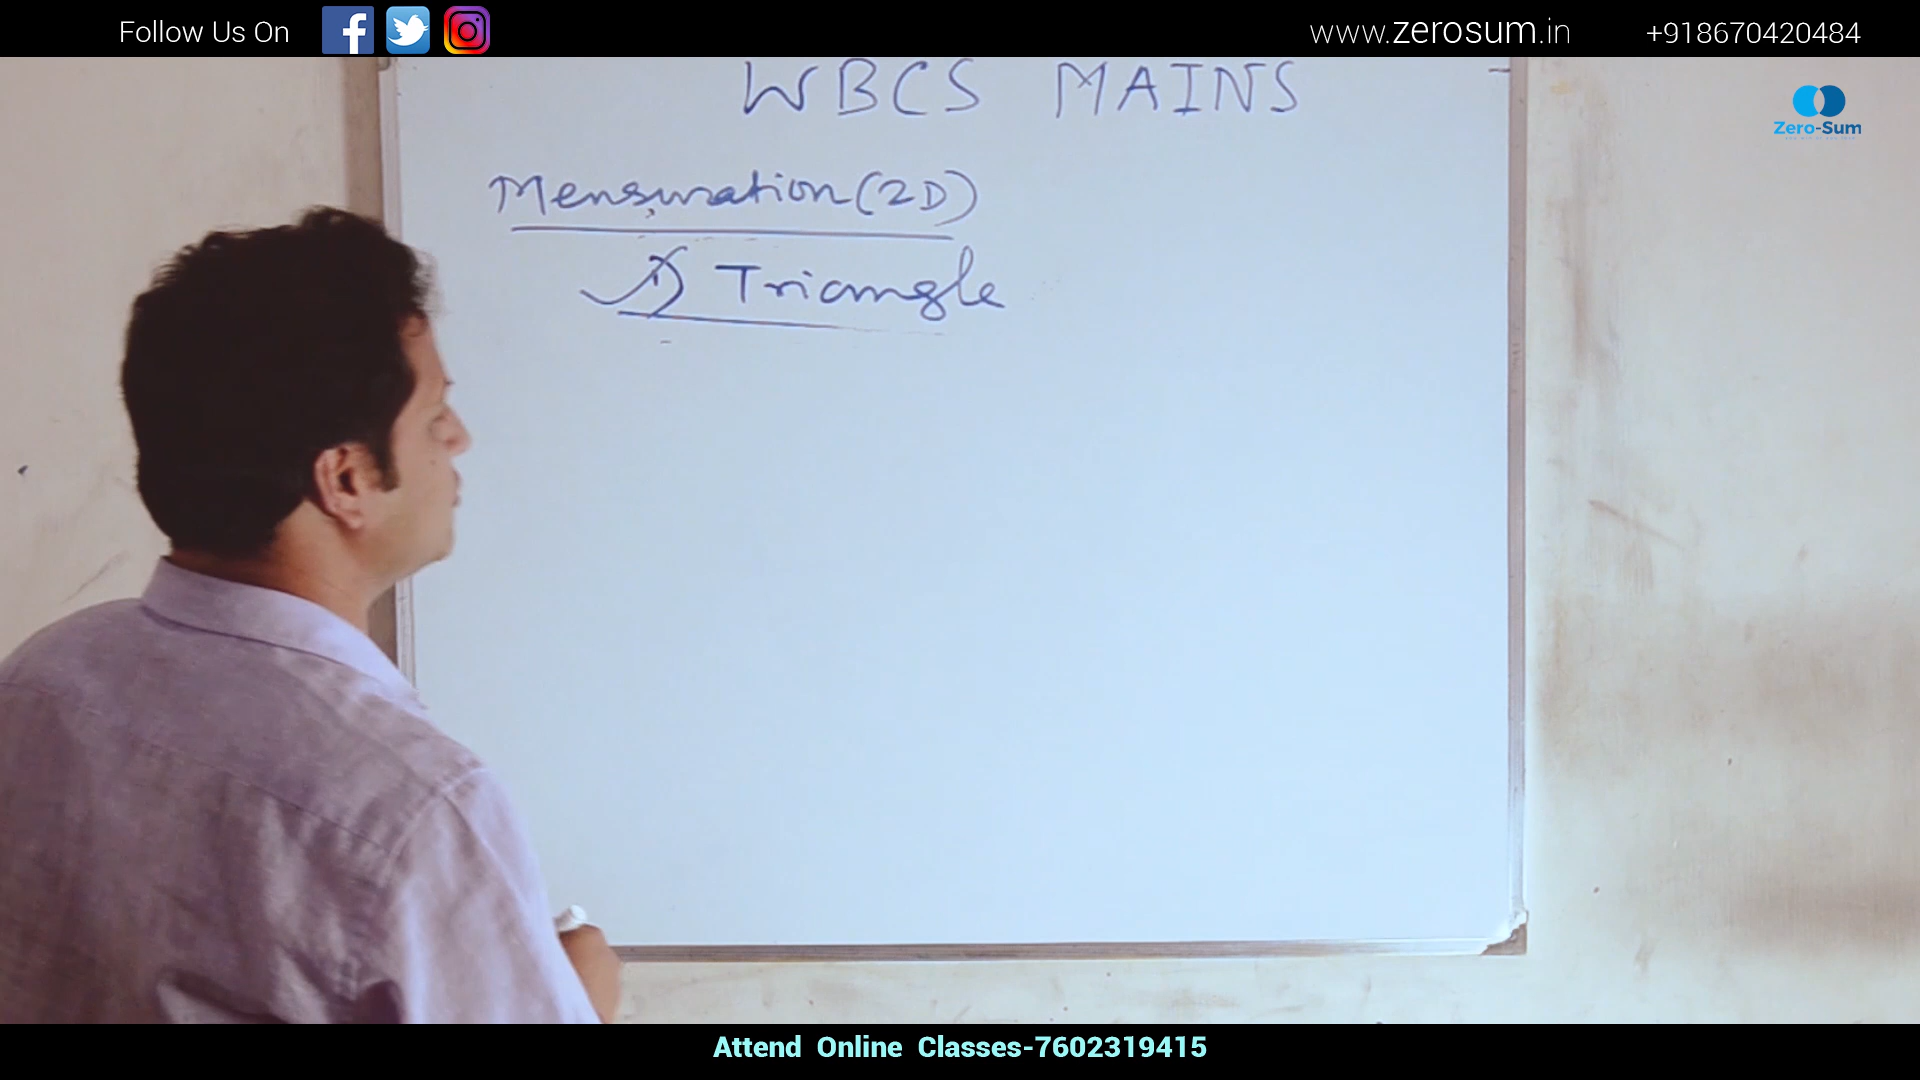 Follow Us On
www.zerosum.in
+918670420484
Zero-Sum
WBCS MAINS
Mensuration (2D)
1) Triangle
Attend Online Classes-7602319415